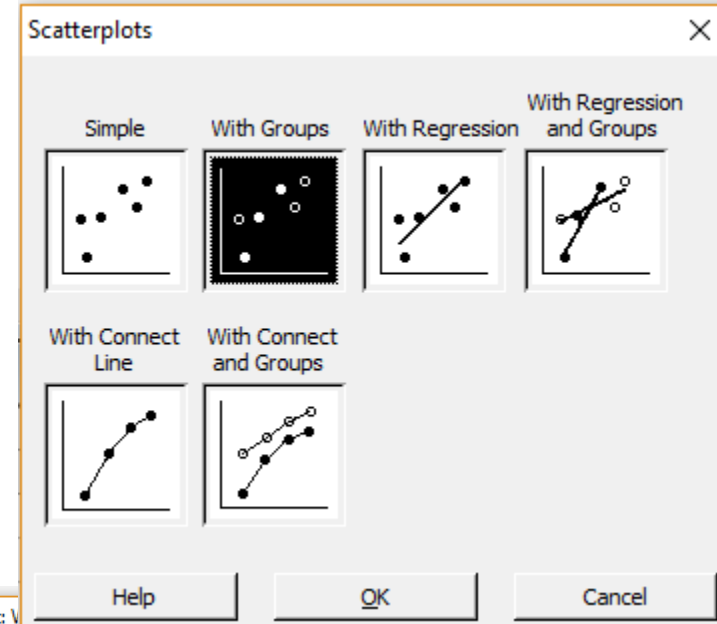 Scatterplots
Simple
With Groups
With Regression
With Regression
and Groups
With Connect
Line
With Connect
and Groups
Help
OK
Cancel